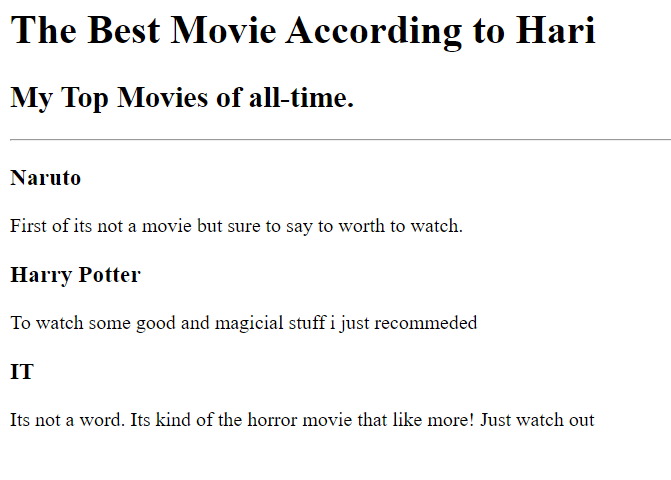 The Best Movie According to Hari
My Top Movies of all-time.
Naruto
First of its not a movie but sure to say to worth to watch.
Harry Potter
To watch some good and magicial stuff i just recommeded
IT
Its not a word. Its kind of the horror movie that like more! Just watch out